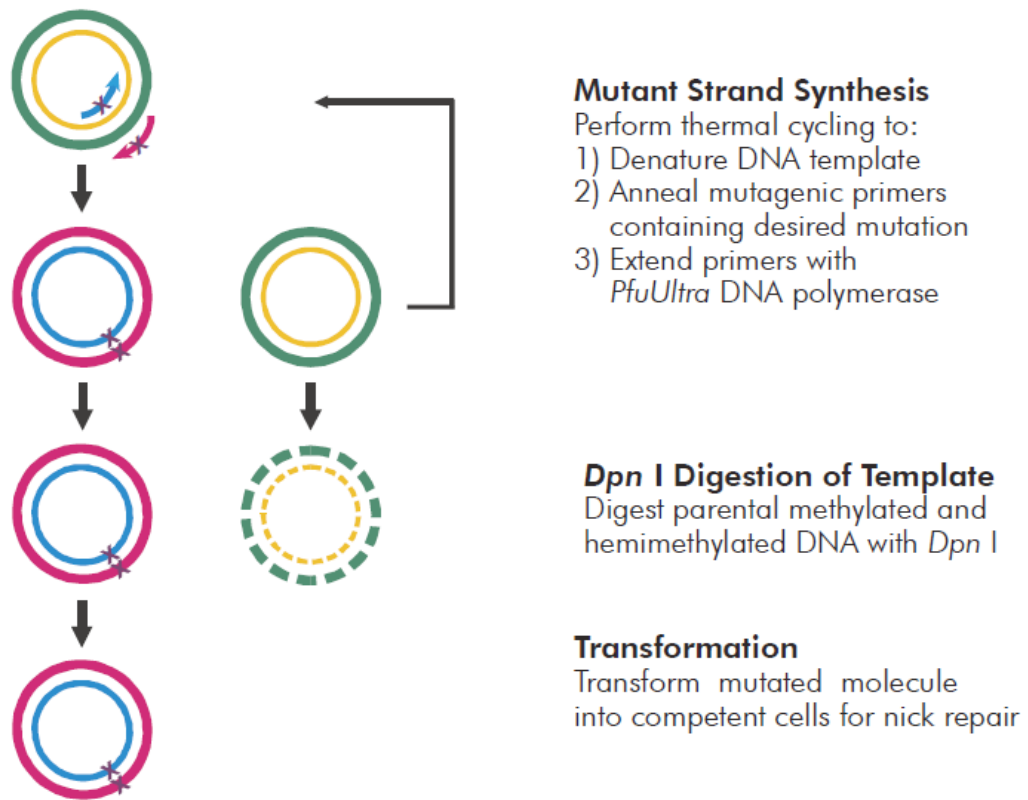 Mutant Strand Synthesis
Perform thermal cycling to:
1) Denature DNA template
2) Anneal mutagenic primers
containing desired mutation
3) Extend primers with
PfuUltra DNA polymerase
Dpn I Digestion of Template
Digest parental methylated and
hemimethylated DNA with Dpn I
Transformation
Transform mutated molecule
into competent cells for nick repair